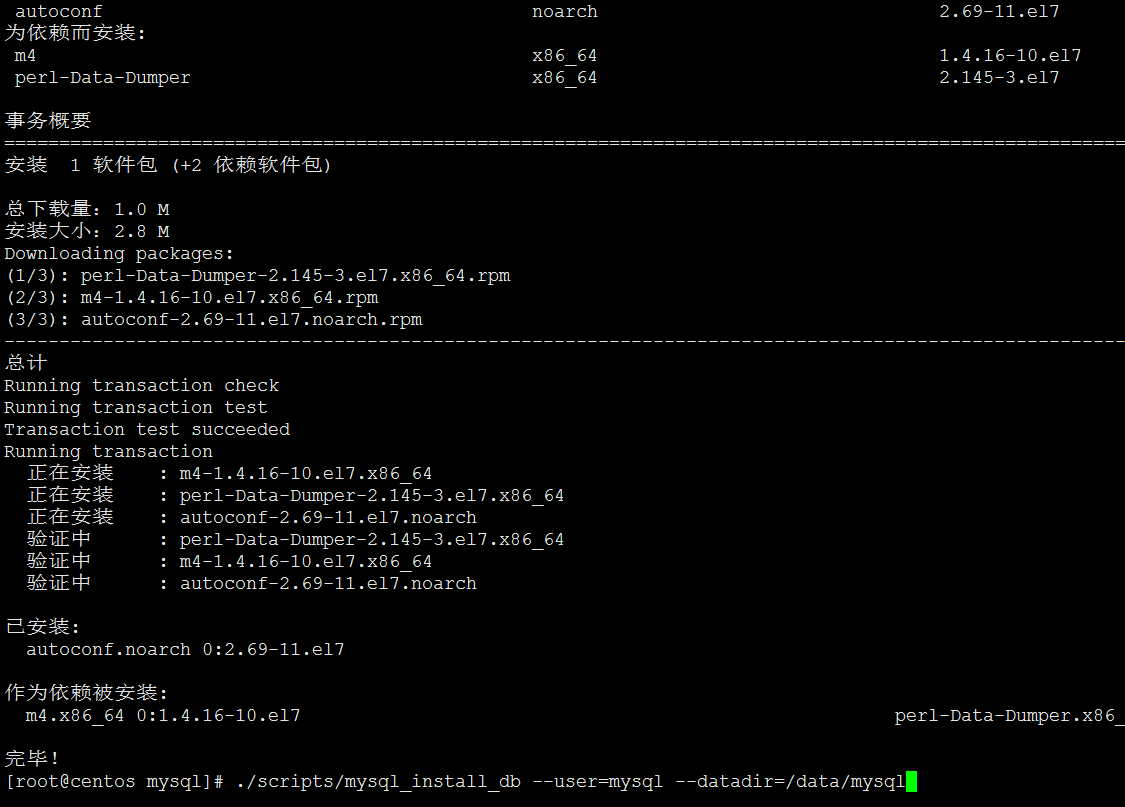 autoconf noarch 2.69-11.el7
为依赖而安装:
m4 x86_64 1.4.16-10.el7
perl-Data-Dumper x86_64 2.145-3.el7
事务概要
================================================================================
安装 1 软件包 (+2 依赖软件包)
总下载量：1.0 M
安装大小：2.8 M
Downloading packages:
(1/3): perl-Data-Dumper-2.145-3.el7.x86_64.rpm
(2/3): m4-1.4.16-10.el7.x86_64.rpm
(3/3): autoconf-2.69-11.el7.noarch.rpm
--------------------------------------------------------------------------------
总计
Running transaction check
Running transaction test
Transaction test succeeded
Running transaction
正在安装 : m4-1.4.16-10.el7.x86_64
正在安装 : perl-Data-Dumper-2.145-3.el7.x86_64
正在安装 : autoconf-2.69-11.el7.noarch
验证中 : perl-Data-Dumper-2.145-3.el7.x86_64
验证中 : m4-1.4.16-10.el7.x86_64
验证中 : autoconf-2.69-11.el7.noarch
已安装:
autoconf.noarch 0:2.69-11.el7
作为依赖被安装:
m4.x86_64 0:1.4.16-10.el7 perl-Data-Dumper.x86_
完毕！
[root@centos mysql]# ./scripts/mysql_install_db --user=mysql --datadir=/data/mysql